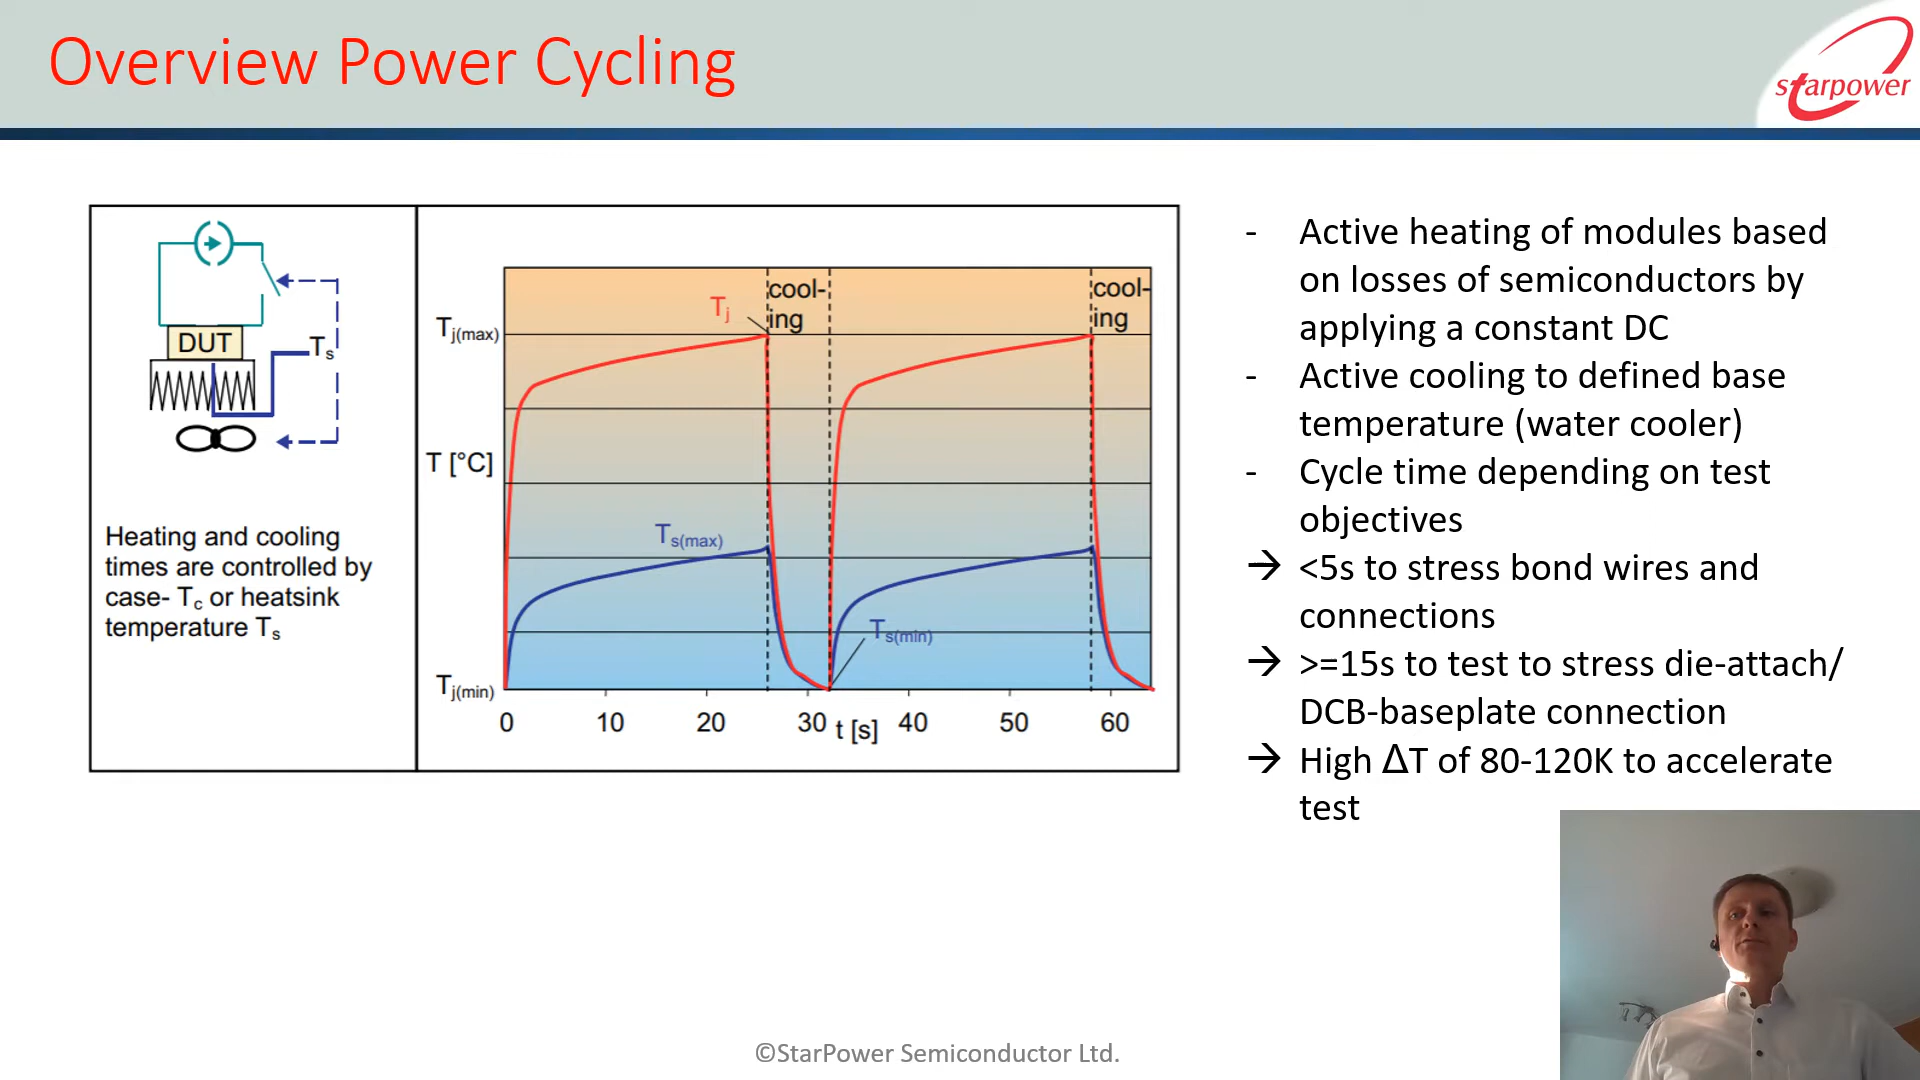 Overview Power Cycling
starpower
DUT
Ts
Heating and cooling
times are controlled by
case- Tc or heatsink
temperature Ts
Tj(max)
T [°C]
Tj(min)
Tj
cool-
ing
cool-
ing
Ts(max)
Ts(min)
0 10 20 30 t [s] 40 50 60
- Active heating of modules based
on losses of semiconductors by
applying a constant DC
- Active cooling to defined base
temperature (water cooler)
- Cycle time depending on test
objectives
→ <5s to stress bond wires and
connections
→ >=15s to test to stress die-attach/
DCB-baseplate connection
→ High ΔT of 80-120K to accelerate
test
©StarPower Semiconductor Ltd.